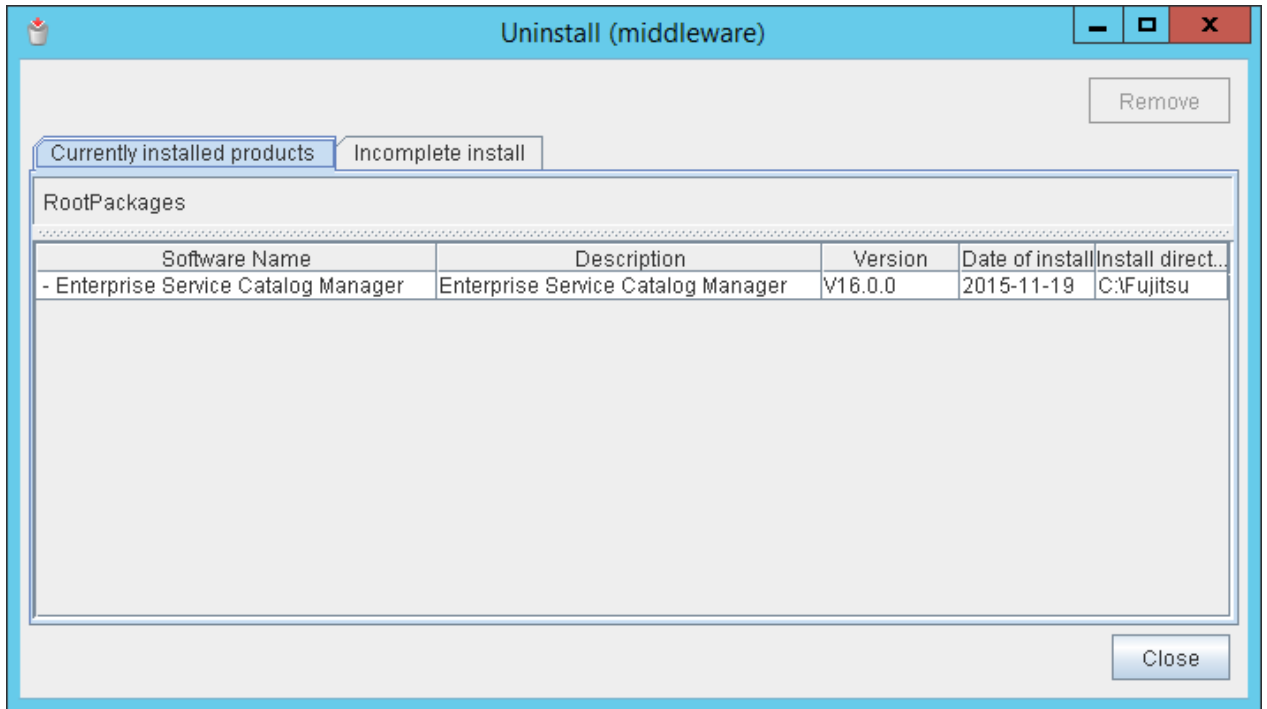 Uninstall (middleware)
Remove
Currently installed products Incomplete install
RootPackages
Software Name Description Version Date of install Install direct...
- Enterprise Service Catalog Manager Enterprise Service Catalog Manager V16.0.0 2015-11-19 C:\Fujitsu
Close